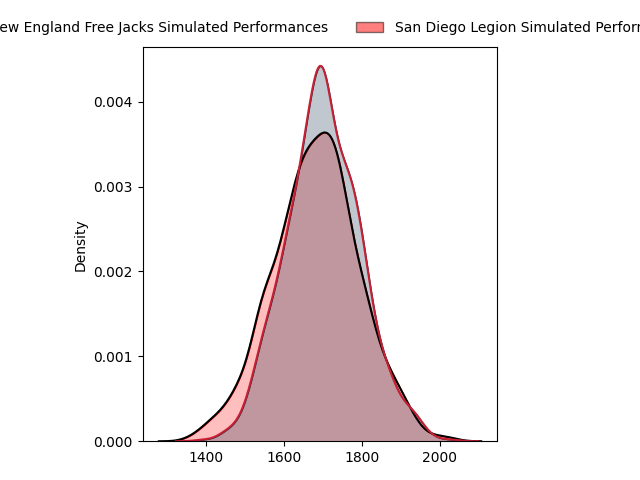 ew England Free Jacks Simulated Performances
San Diego Legion Simulated Perfor
0.004
0.003
0.002
0.001
0.000
Density
1400 1600 1800 2000